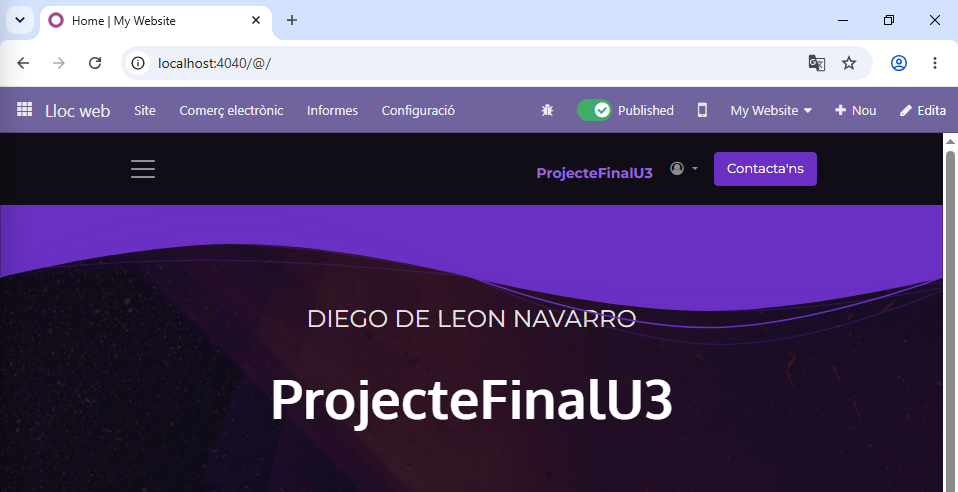 Home | My Website
localhost:4040/@/
Lloc web Site Comerç electrònic Informes Configuració Published My Website Nou Edita
ProjecteFinalU3 Contacta'ns
DIEGO DE LEON NAVARRO
ProjecteFinalU3